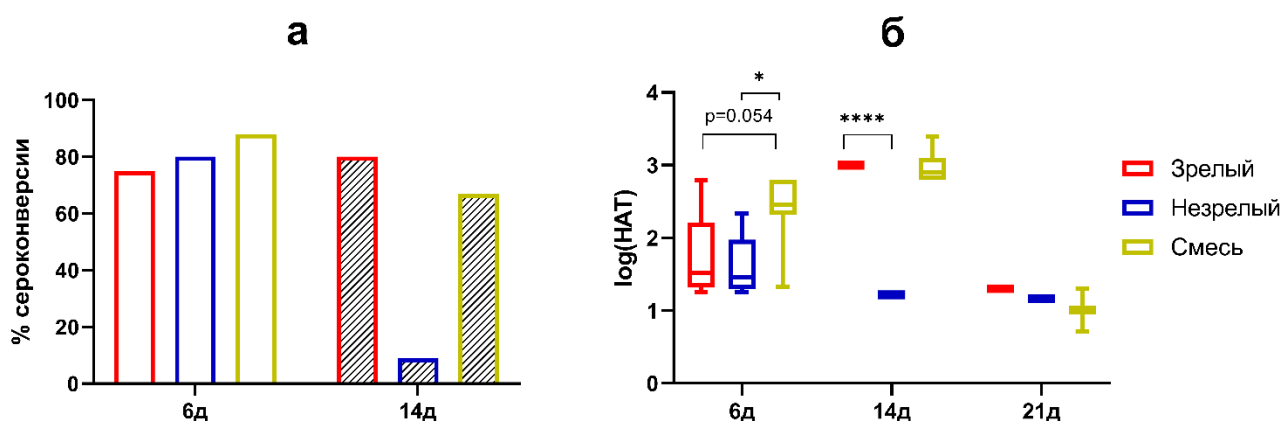 а
% сероконверсии
100
80
60
40
20
0
6д
14д
б
log(НАТ)
4
3
2
1
0
p=0.054
*
****
6д
14д
21д
Зрелый
Незрелый
Смесь